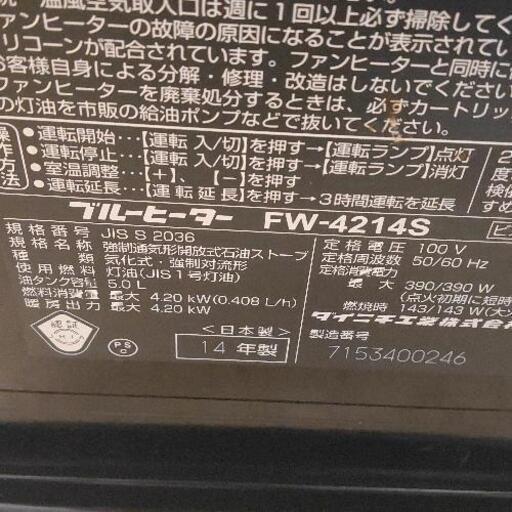 温風空気取入口は週に1回以上必ず掃除してく
ファンヒーターの故障の原因になることが表示されてい
リコーンが配合されています。ファンヒーターと同時に使
お客様自身による分解・修理・改造はしないでください
ファンヒーターを廃棄処分するときは、必ずカートリッ
の灯油を市販の給油ポンプなどで抜いてください。
操作方法
・運転開始…【運転 入/切】を押す→【運転ランプ】点灯
・運転停止…【運転 入/切】を押す→【運転ランプ】消灯
・室温調整…【+】、【-】を押す
・運転延長…【運転延長】を押す→3時間運転を延長
ブルーヒーター FW-4214S
規格番号 JIS S 2036
規格名称 強制通気形開放式石油ストーブ
種類 気化式・強制対流形
使用燃料 灯油(JIS1号灯油)
油タンク容量 5.0 L
燃料消費量 最大 4.20 kW(0.408 L/h)
暖房出力 最大 4.20 kW
定格電圧 100 V
定格周波数 50/60 Hz
定格消費電力
最大 390/390 W
(点火初期に短時
燃焼時 143/143 W(大火
ダイニチ工業株式会
<日本製>
14年製
製造番号
7153400246
PS
C